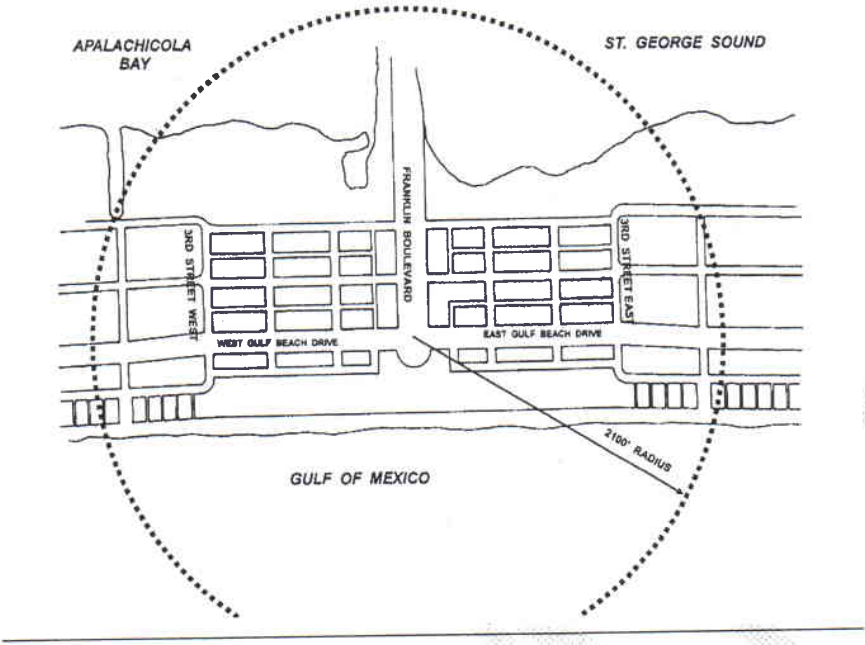 APALACHICOLA
BAY
ST. GEORGE SOUND
FRANKLIN BOULEVARD
3RD STREET WEST
3RD STREET EAST
WEST GULF BEACH DRIVE
EAST GULF BEACH DRIVE
2100' RADIUS
GULF OF MEXICO